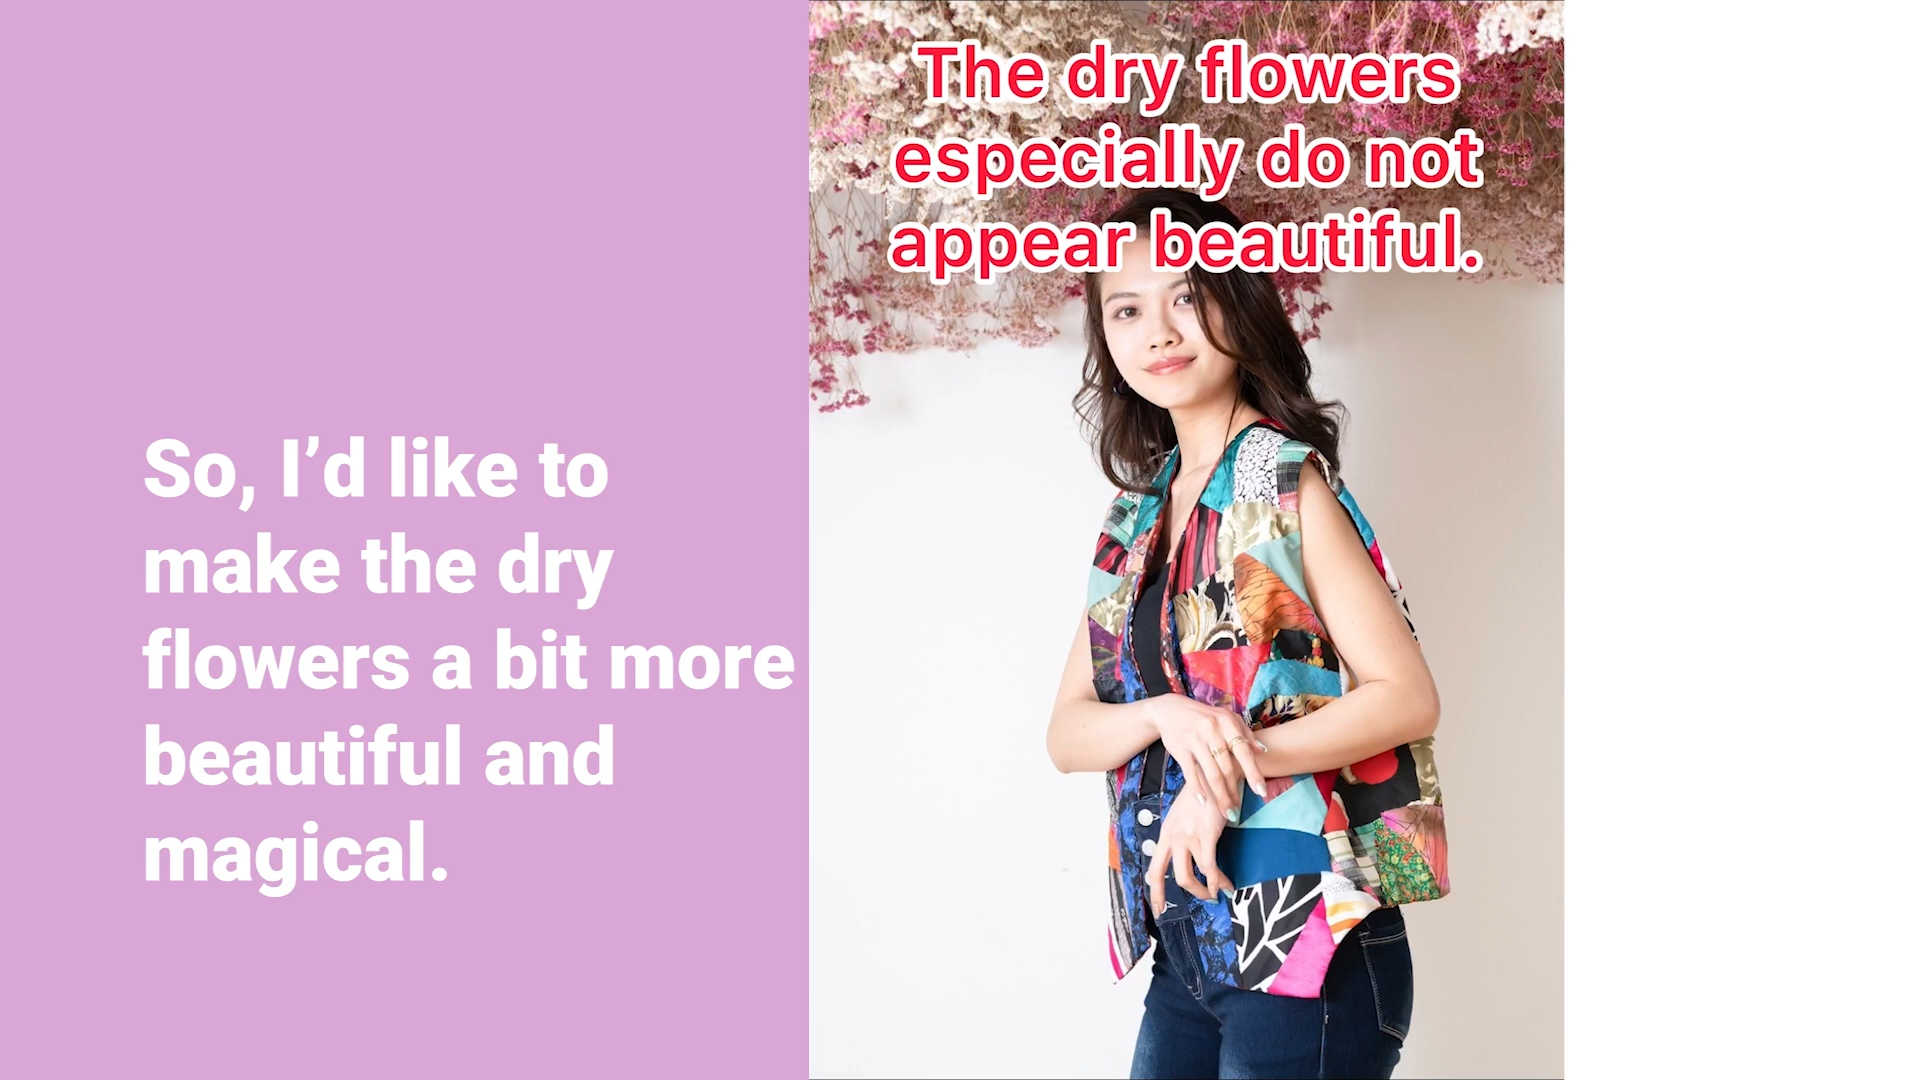 So, I’d like to
make the dry
flowers a bit more
beautiful and
magical.
The dry flowers
especially do not
appear beautiful.